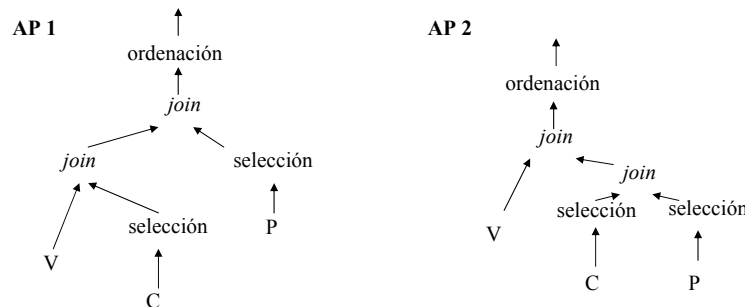 AP 1
ordenación
join
join
selección
selección
P
V
C
AP 2
ordenación
join
join
selección
selección
V
C
P